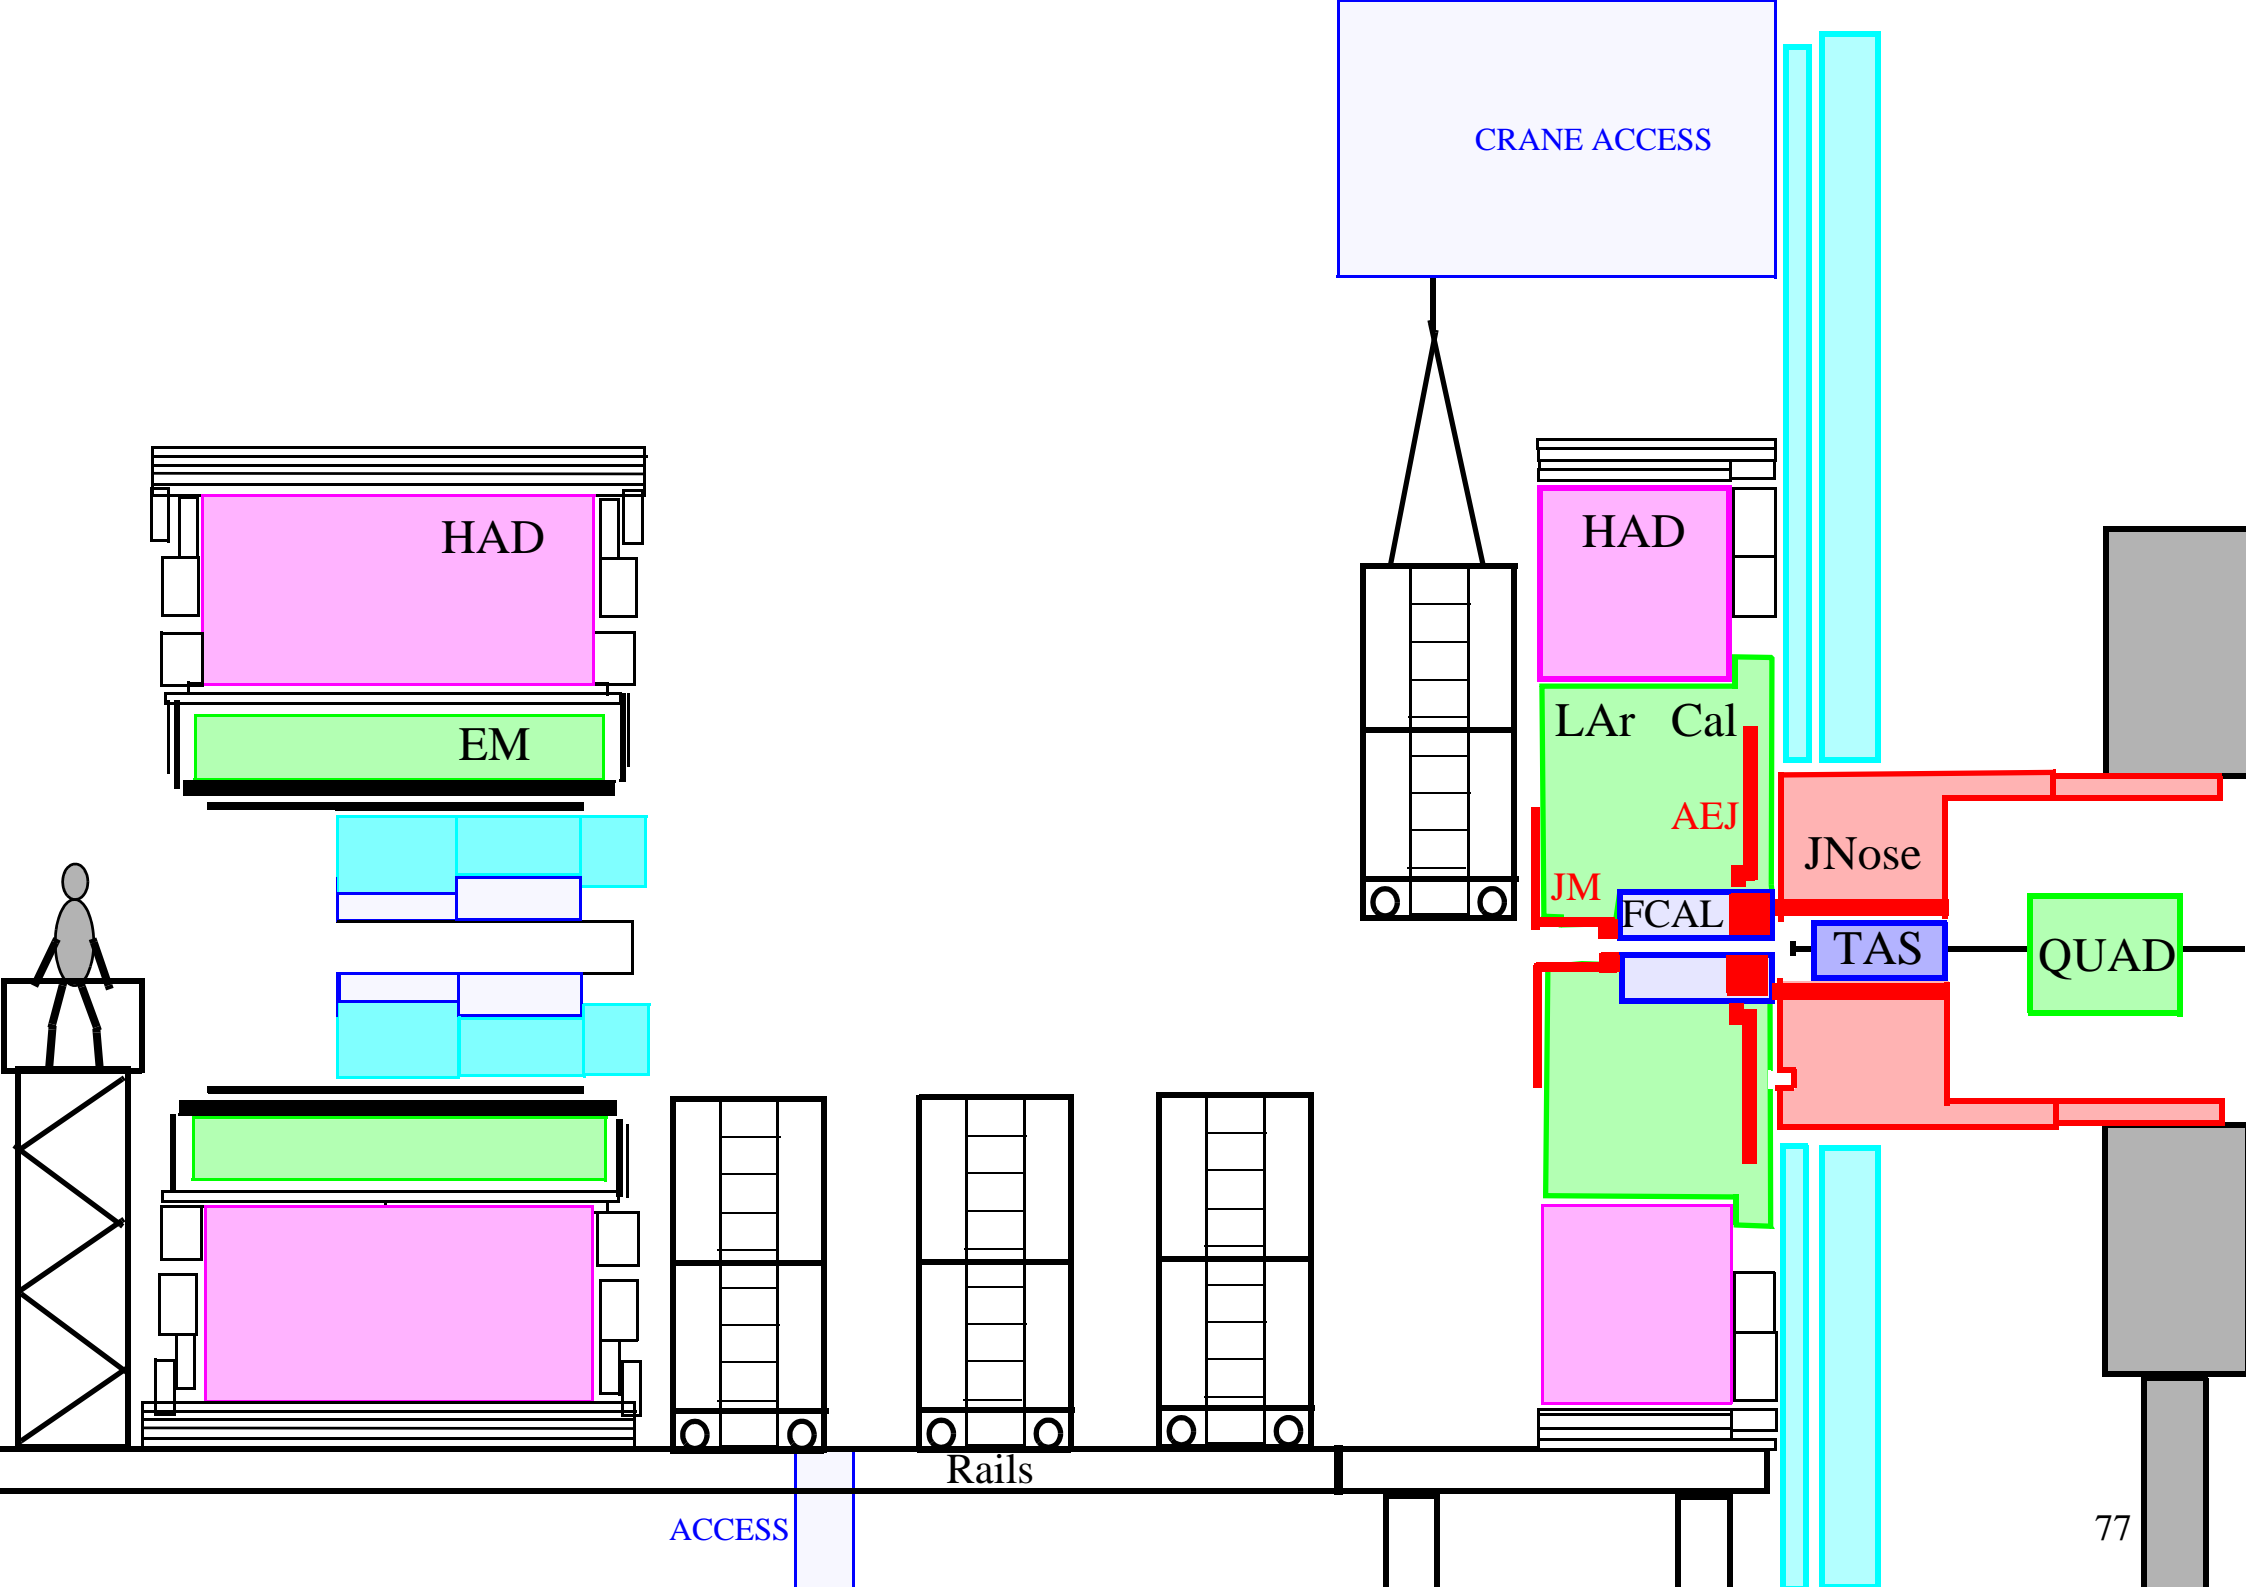 CRANE ACCESS
HAD
HAD
EM
LAr Cal
AEJ
JM
JNose
FCAL
TAS
QUAD
Rails
ACCESS
77